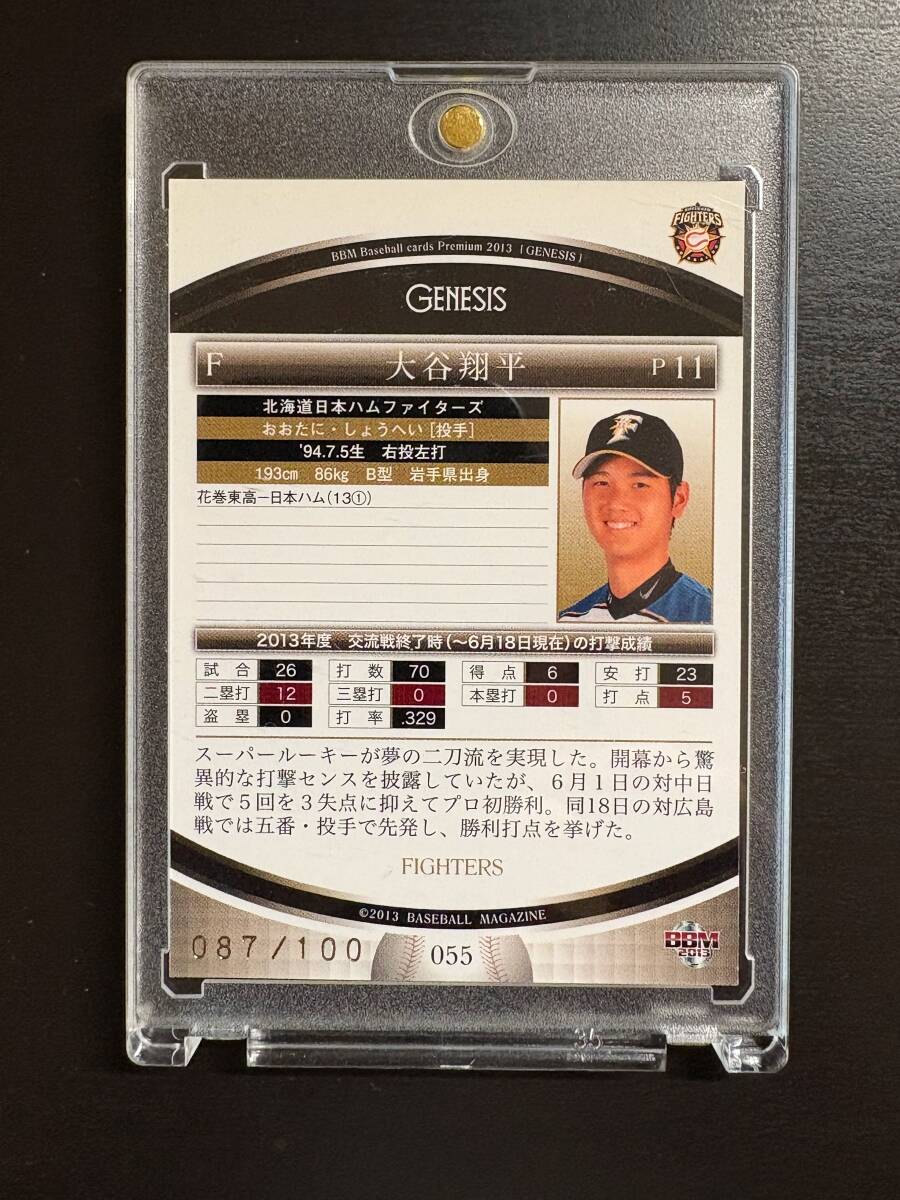 FIGHTERS
BBM Baseball cards Premium 2013「GENESIS」
GENESIS
F 大谷翔平 P 11
北海道日本ハムファイターズ
おおたに・しょうへい [投手]
'94.7.5生 右投左打
193cm 86kg B型 岩手県出身
花巻東高―日本ハム(13①)
2013年度 交流戦終了時(〜6月18日現在)の打撃成績
試合 26 打数 70 得点 6 安打 23
二塁打 12 三塁打 0 本塁打 0 打点 5
盗塁 0 打率 .329
スーパールーキーが夢の二刀流を実現した。開幕から驚
異的な打撃センスを披露していたが、6月1日の対中日
戦で5回を3失点に抑えてプロ初勝利。同18日の対広島
戦では五番・投手で先発し、勝利打点を挙げた。
FIGHTERS
©2013 BASEBALL MAGAZINE
087/100 055 BBM
2013
35